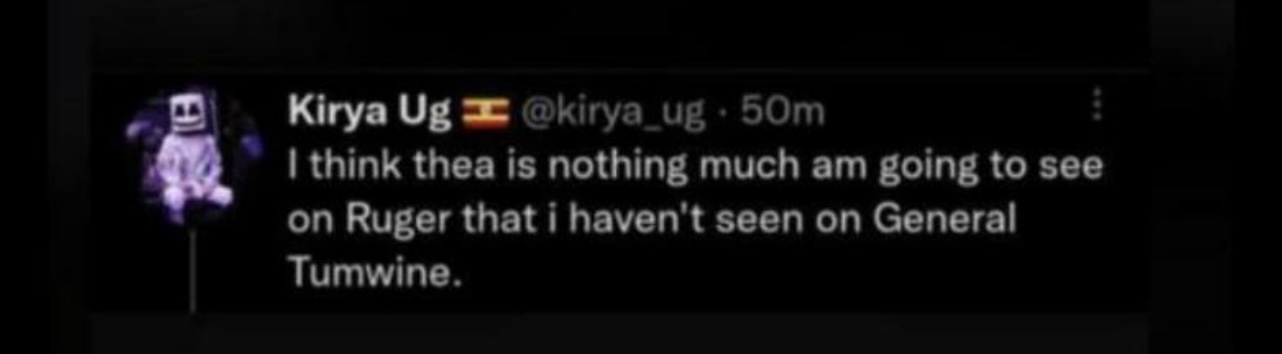 Kirya Ug 🇺🇬 @kirya_ug · 50m
I think thea is nothing much am going to see
on Ruger that i haven't seen on General
Tumwine.